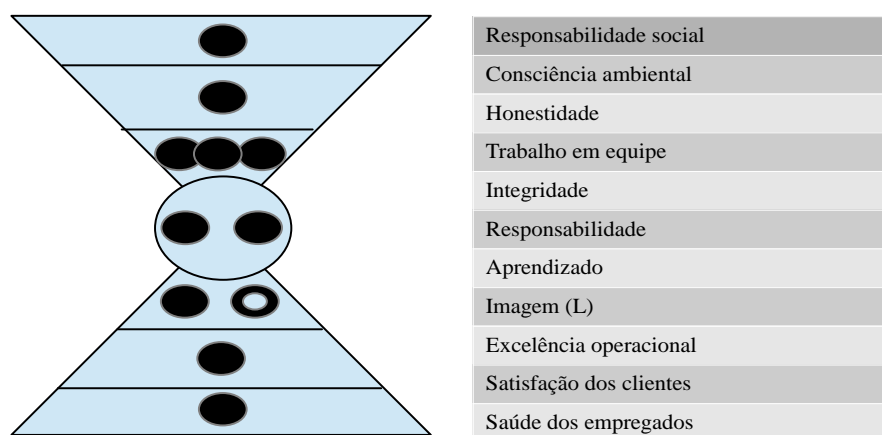 Responsabilidade social
Consciência ambiental
Honestidade
Trabalho em equipe
Integridade
Responsabilidade
Aprendizado
Imagem (L)
Excelência operacional
Satisfação dos clientes
Saúde dos empregados